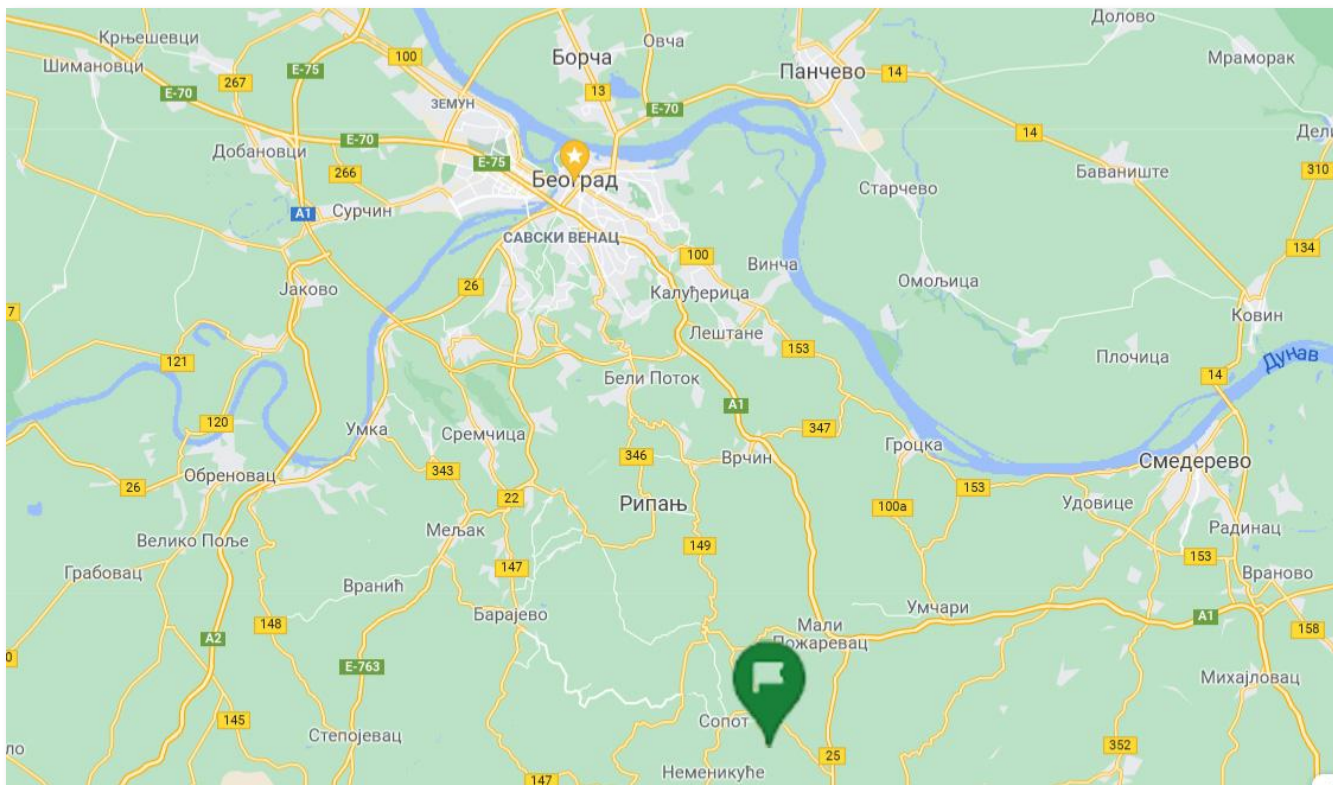 Долово
Крњешевци
Овча
Борча
100
Мраморак
Шимановци
E-75
Панчево
14
267
13
E-70
E-70
ЗЕМУН
14
E-70
Добановци
E-75
Баваниште
310
266
Београд
Старчево
A1
Сурчин
САВСКИ ВЕНАЦ
134
100
Винча
26
Омољица
Јаково
Калуђерица
7
Ковин
Лештане
153
121
Плочица
Дунав
Бели Поток
14
A1
120
Умка
347
Сремчица
Гроцка
346
Врчин
Смедерево
343
Обреновац
26
153
22
Удовице
Рипањ
100a
Мељак
Радинац
Велико Поље
149
153
147
Грабовац
Вранић
Враново
Умчари
Барајево
A1
148
Мали
Пожаревац
158
A2
0
E-763
Михајловац
145
Сопот
Степојевац
352
ло
25
Неменикуће
147